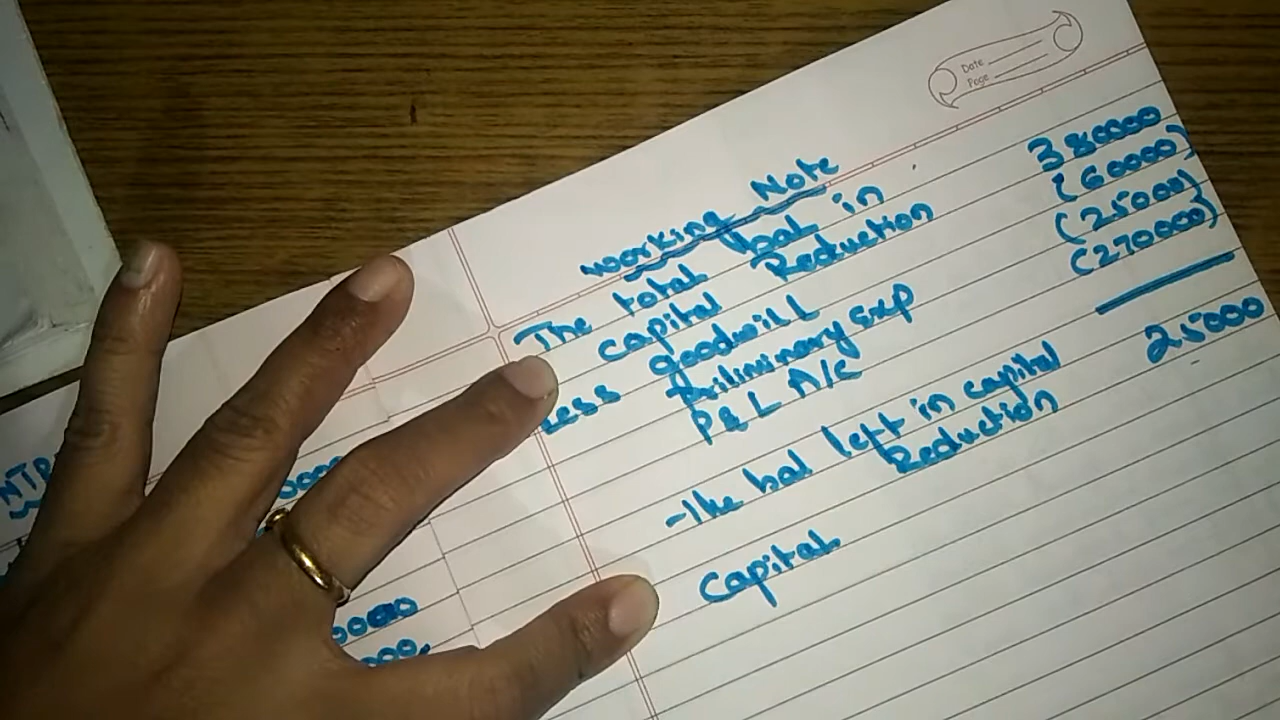 Date
Page
Working Note
The total bal in
capital Reduction 380000
Less goodwill (60000)
priliminary exp (25000)
P&L A/C (270000)
The bal left in capital
Reduction 25000
Capital